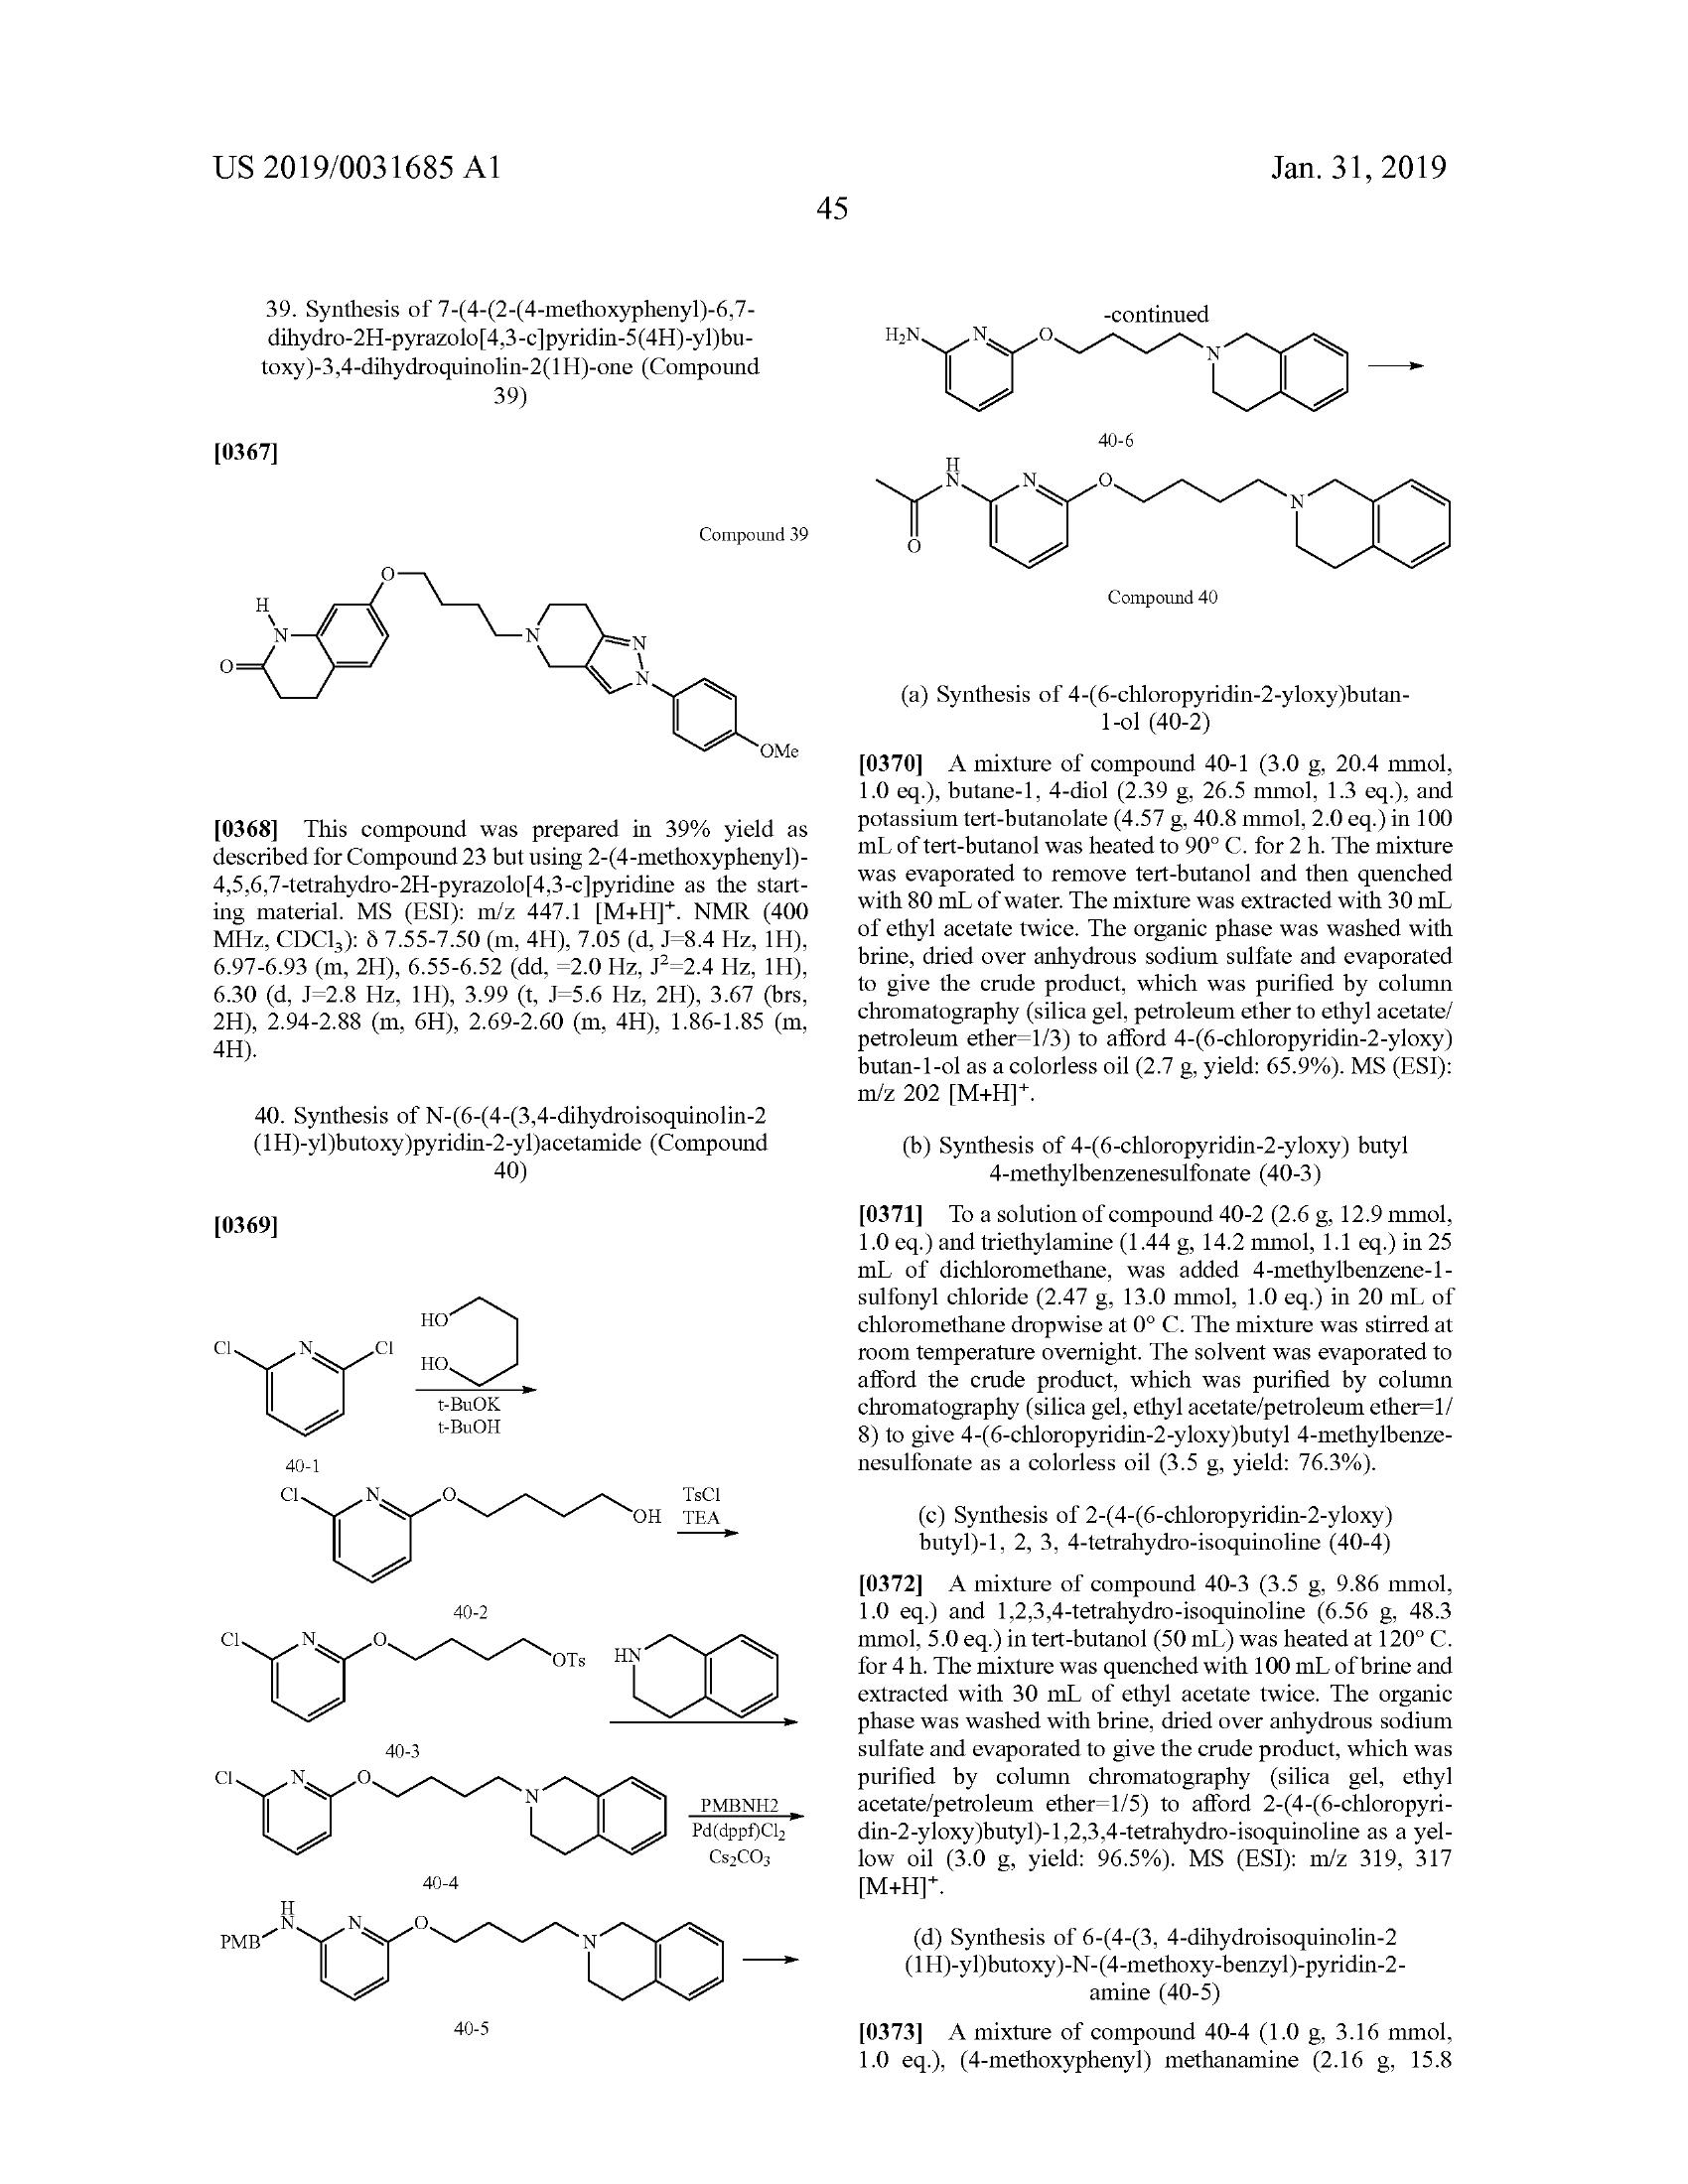 US 2019/0031685 A1
Jan. 31, 2019
45
39. Synthesis of 7-(4-(2-(4-methoxyphenyl)-6,7-
dihydro-2H-pyrazolo[4,3-c]pyridin-5(4H)-yl)bu-
toxy)-3,4-dihydroquinolin-2(1H)-one (Compound
39)
[0367]
Compound 39
O
H
N
O
N
N
N
OMe
[0368] This compound was prepared in 39% yield as
described for Compound 23 but using 2-(4-methoxyphenyl)-
4,5,6,7-tetrahydro-2H-pyrazolo[4,3-c]pyridine as the start-
ing material. MS (ESI): m/z 447.1 [M+H]⁺. NMR (400
MHz, CDCl₃): δ 7.55-7.50 (m, 4H), 7.05 (d, J=8.4 Hz, 1H),
6.97-6.93 (m, 2H), 6.55-6.52 (dd, =2.0 Hz, J²=2.4 Hz, 1H),
6.30 (d, J=2.8 Hz, 1H), 3.99 (t, J=5.6 Hz, 2H), 3.67 (brs,
2H), 2.94-2.88 (m, 6H), 2.69-2.60 (m, 4H), 1.86-1.85 (m,
4H).
40. Synthesis of N-(6-(4-(3,4-dihydroisoquinolin-2
(1H)-yl)butoxy)pyridin-2-yl)acetamide (Compound
40)
[0369]
HO
Cl N Cl
HO
t-BuOK
t-BuOH
40-1
Cl N O OH
TsCl
TEA
40-2
Cl N O OTs
HN
40-3
Cl N O N
PMBNH2
Pd(dppf)Cl₂
Cs₂CO₃
40-4
H
PMB N N O N
40-5
-continued
H₂N N O N
40-6
H
N N O N
O
Compound 40
(a) Synthesis of 4-(6-chloropyridin-2-yloxy)butan-
1-ol (40-2)
[0370] A mixture of compound 40-1 (3.0 g, 20.4 mmol,
1.0 eq.), butane-1, 4-diol (2.39 g, 26.5 mmol, 1.3 eq.), and
potassium tert-butanolate (4.57 g, 40.8 mmol, 2.0 eq.) in 100
mL of tert-butanol was heated to 90° C. for 2 h. The mixture
was evaporated to remove tert-butanol and then quenched
with 80 mL of water. The mixture was extracted with 30 mL
of ethyl acetate twice. The organic phase was washed with
brine, dried over anhydrous sodium sulfate and evaporated
to give the crude product, which was purified by column
chromatography (silica gel, petroleum ether to ethyl acetate/
petroleum ether=1/3) to afford 4-(6-chloropyridin-2-yloxy)
butan-1-ol as a colorless oil (2.7 g, yield: 65.9%). MS (ESI):
m/z 202 [M+H]⁺.
(b) Synthesis of 4-(6-chloropyridin-2-yloxy) butyl
4-methylbenzenesulfonate (40-3)
[0371] To a solution of compound 40-2 (2.6 g, 12.9 mmol,
1.0 eq.) and triethylamine (1.44 g, 14.2 mmol, 1.1 eq.) in 25
mL of dichloromethane, was added 4-methylbenzene-1-
sulfonyl chloride (2.47 g, 13.0 mmol, 1.0 eq.) in 20 mL of
chloromethane dropwise at 0° C. The mixture was stirred at
room temperature overnight. The solvent was evaporated to
afford the crude product, which was purified by column
chromatography (silica gel, ethyl acetate/petroleum ether=1/
8) to give 4-(6-chloropyridin-2-yloxy)butyl 4-methylbenze-
nesulfonate as a colorless oil (3.5 g, yield: 76.3%).
(c) Synthesis of 2-(4-(6-chloropyridin-2-yloxy)
butyl)-1, 2, 3, 4-tetrahydro-isoquinoline (40-4)
[0372] A mixture of compound 40-3 (3.5 g, 9.86 mmol,
1.0 eq.) and 1,2,3,4-tetrahydro-isoquinoline (6.56 g, 48.3
mmol, 5.0 eq.) in tert-butanol (50 mL) was heated at 120° C.
for 4 h. The mixture was quenched with 100 mL of brine and
extracted with 30 mL of ethyl acetate twice. The organic
phase was washed with brine, dried over anhydrous sodium
sulfate and evaporated to give the crude product, which was
purified by column chromatography (silica gel, ethyl
acetate/petroleum ether=1/5) to afford 2-(4-(6-chloropyri-
din-2-yloxy)butyl)-1,2,3,4-tetrahydro-isoquinoline as a yel-
low oil (3.0 g, yield: 96.5%). MS (ESI): m/z 319, 317
[M+H]⁺.
(d) Synthesis of 6-(4-(3, 4-dihydroisoquinolin-2
(1H)-yl)butoxy)-N-(4-methoxy-benzyl)-pyridin-2-
amine (40-5)
[0373] A mixture of compound 40-4 (1.0 g, 3.16 mmol,
1.0 eq.), (4-methoxyphenyl) methanamine (2.16 g, 15.8